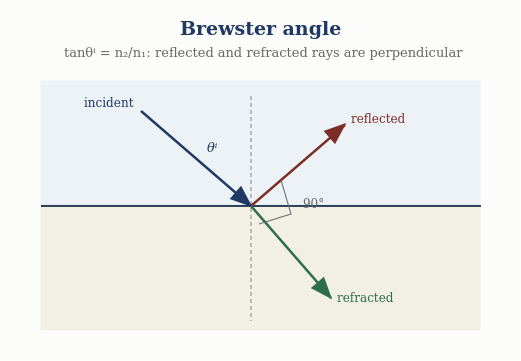 Brewster angle
tanθⁱ = n₂/n₁: reflected and refracted rays are perpendicular
incident
reflected
θⁱ
90°
refracted